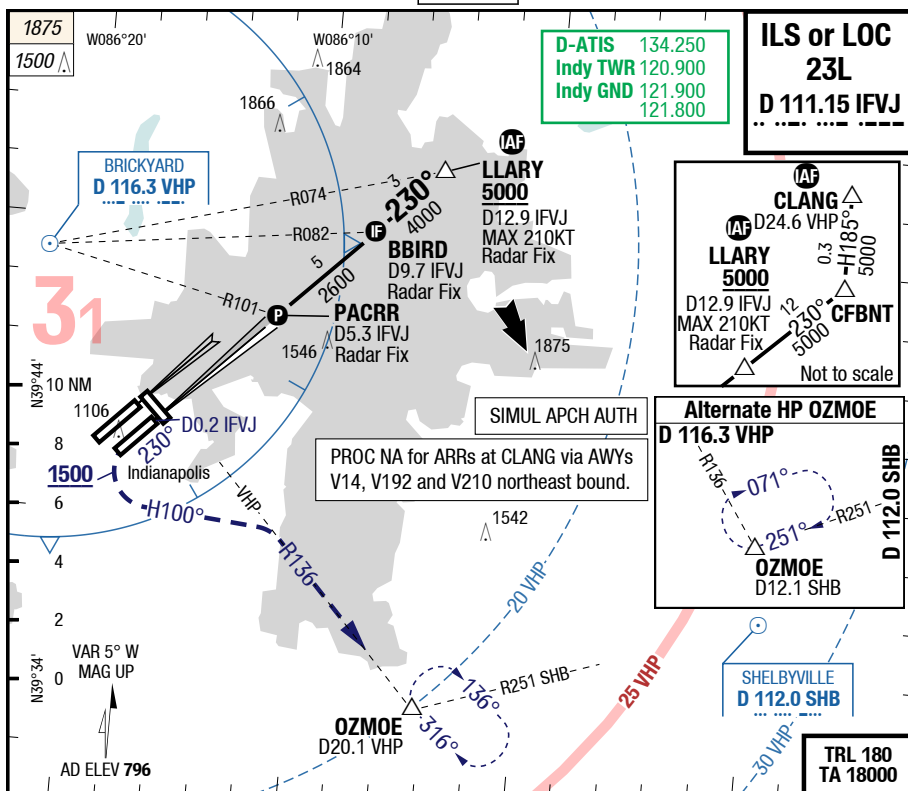 1875
1500
W086°20'
W086°10'
1864
1866
D-ATIS 134.250
Indy TWR 120.900
Indy GND 121.900
121.800
ILS or LOC
23L
D 111.15 IFVJ
BRICKYARD
D 116.3 VHP
R074
R082
R101
3
-230°
4000
IAF
LLARY
5000
D12.9 IFVJ
MAX 210KT
Radar Fix
IF
BBIRD
D9.7 IFVJ
Radar Fix
5
2600
P
PACRR
D5.3 IFVJ
Radar Fix
1546
1875
31
IAF
CLANG
D24.6 VHP
IAF
LLARY
5000
D12.9 IFVJ
MAX 210KT
Radar Fix
0.3
H185°
5000
12
230°
5000
CFBNT
Not to scale
N39°44'
10 NM
8
6
4
2
0
1106
230°
D0.2 IFVJ
1500
Indianapolis
H100°
VHP
R136
SIMUL APCH AUTH
PROC NA for ARRs at CLANG via AWYs
V14, V192 and V210 northeast bound.
1542
Alternate HP OZMOE
D 116.3 VHP
R136
071°
251°
R251
D 112.0 SHB
OZMOE
D12.1 SHB
20 VHP
25 VHP
30 VHP
N39°34'
VAR 5° W
MAG UP
AD ELEV 796
R251 SHB
136°
316°
OZMOE
D20.1 VHP
SHELBYVILLE
D 112.0 SHB
TRL 180
TA 18000